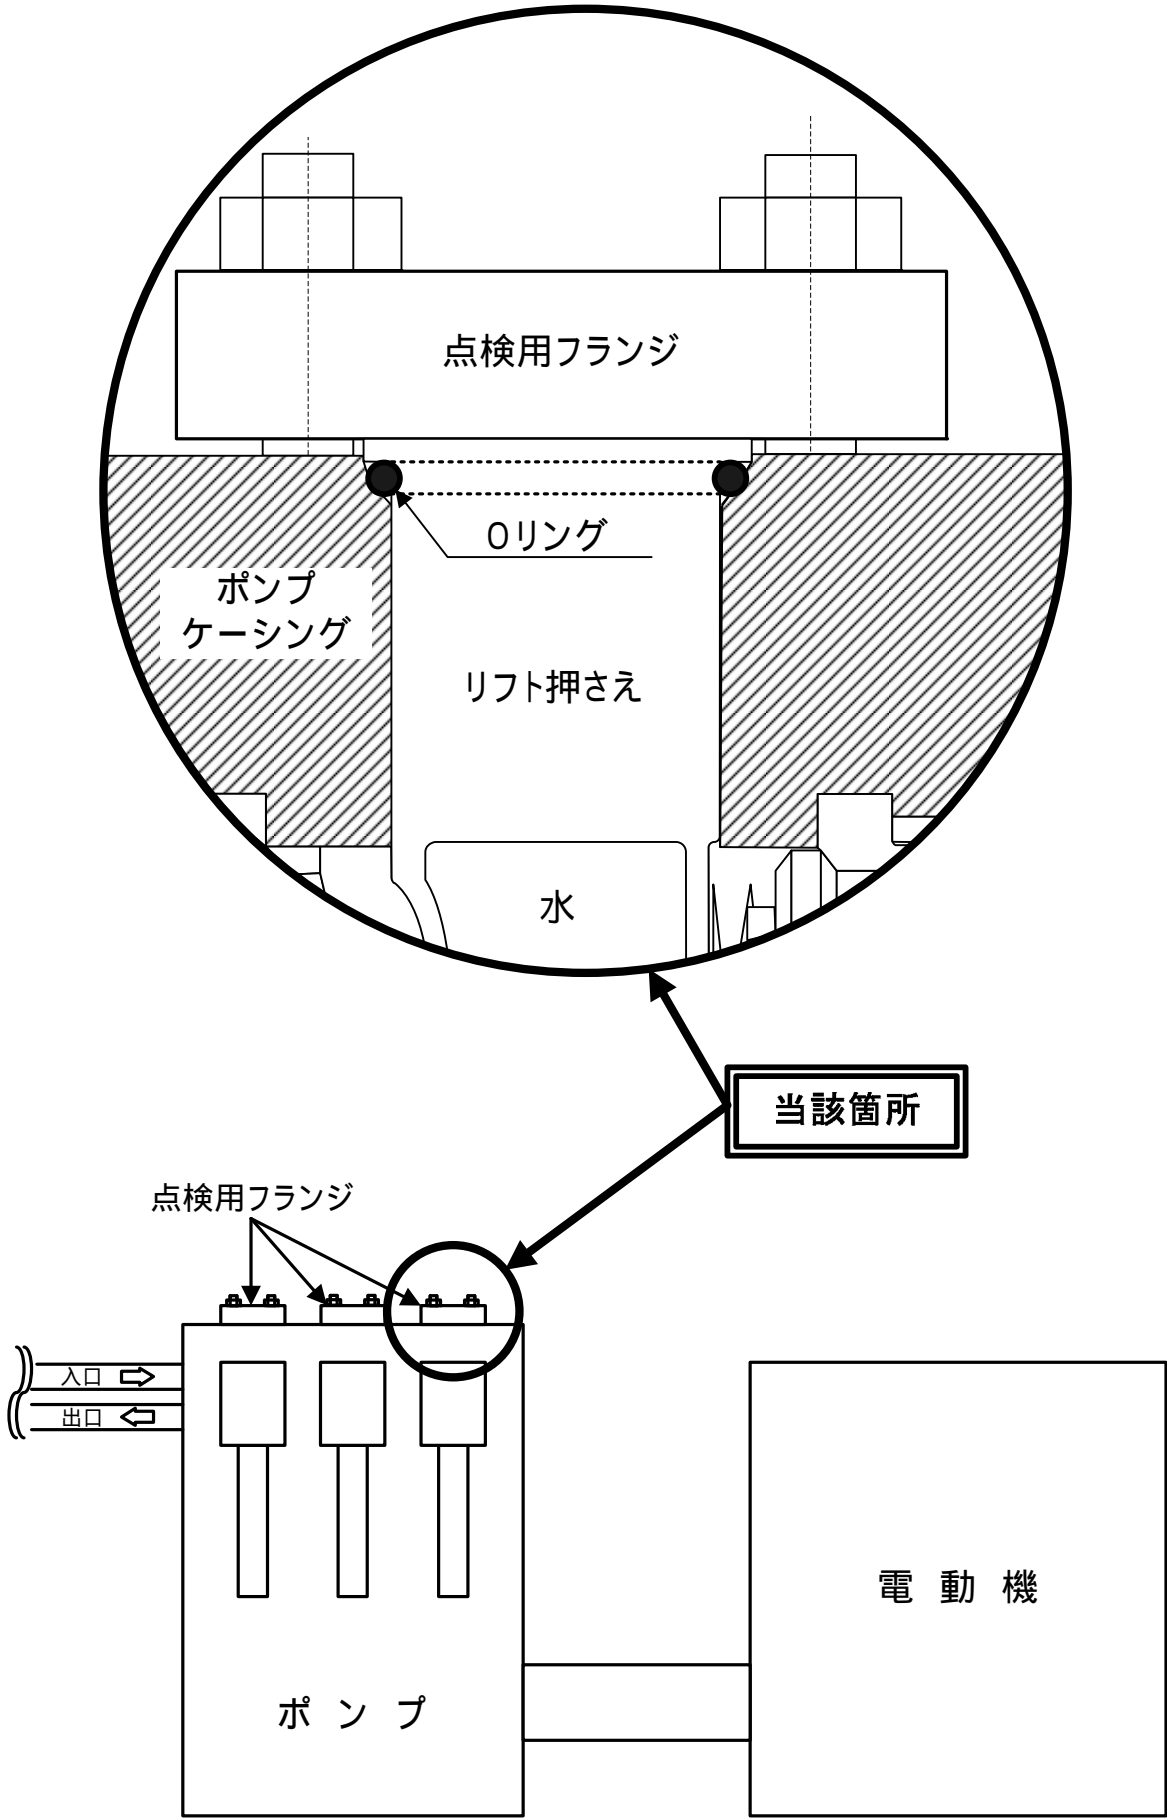 点検用フランジ
Oリング
ポンプ
ケーシング
リフト押さえ
水
当該箇所
点検用フランジ
入口
出口
電動機
ポンプ